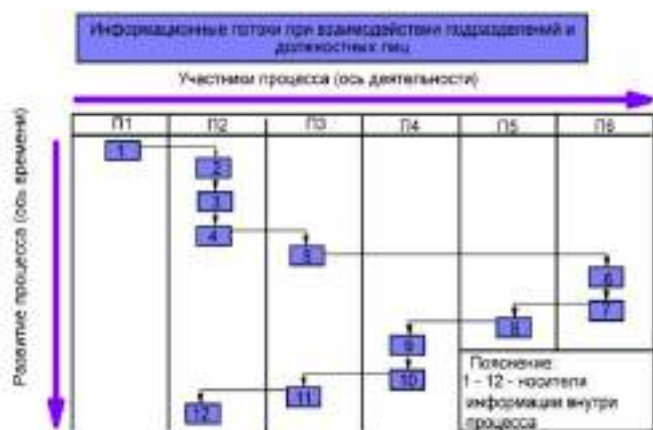 Информационные потоки при взаимодействии подразделений и
должностных лиц
Участники процесса (ось деятельности)
Развитие процесса (ось времени)
П1 П2 П3 П4 П5 П6
1
2
3
4
5
6
7
8
9
10
11
12
Пояснение
1 - 12 - носители
информации внутри
процесса